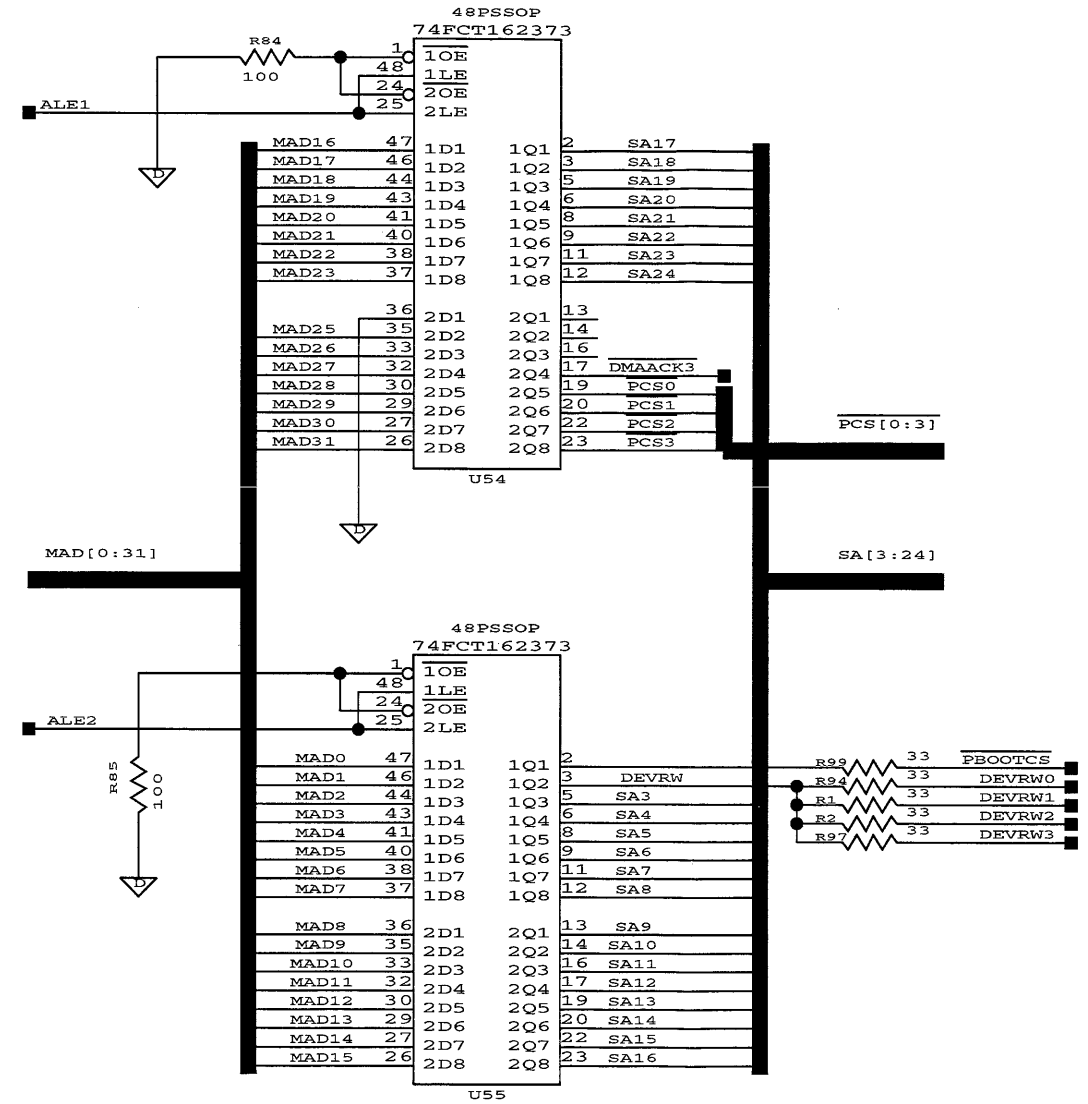 48PSSOP
74FCT162373
R84
100
ALE1
1 1OE
48 1LE
24 2OE
25 2LE
MAD16 47 1D1 1Q1 2 SA17
MAD17 46 1D2 1Q2 3 SA18
MAD18 44 1D3 1Q3 5 SA19
MAD19 43 1D4 1Q4 6 SA20
MAD20 41 1D5 1Q5 8 SA21
MAD21 40 1D6 1Q6 9 SA22
MAD22 38 1D7 1Q7 11 SA23
MAD23 37 1D8 1Q8 12 SA24
D
36 2D1 2Q1 13
MAD25 35 2D2 2Q2 14
MAD26 33 2D3 2Q3 16
MAD27 32 2D4 2Q4 17 DMAACK3
MAD28 30 2D5 2Q5 19 PCS0
MAD29 29 2D6 2Q6 20 PCS1
MAD30 27 2D7 2Q7 22 PCS2
MAD31 26 2D8 2Q8 23 PCS3
PCS[0:3]
U54
D
MAD[0:31]
SA[3:24]
48PSSOP
74FCT162373
1 1OE
48 1LE
24 2OE
25 2LE
ALE2
R85
100
D
MAD0 47 1D1 1Q1 2 R99 33 PBOOTCS
MAD1 46 1D2 1Q2 3 DEVRW R94 33 DEVRW0
MAD2 44 1D3 1Q3 5 SA3 R1 33 DEVRW1
MAD3 43 1D4 1Q4 6 SA4 R2 33 DEVRW2
MAD4 41 1D5 1Q5 8 SA5 R97 33 DEVRW3
MAD5 40 1D6 1Q6 9 SA6
MAD6 38 1D7 1Q7 11 SA7
MAD7 37 1D8 1Q8 12 SA8
MAD8 36 2D1 2Q1 13 SA9
MAD9 35 2D2 2Q2 14 SA10
MAD10 33 2D3 2Q3 16 SA11
MAD11 32 2D4 2Q4 17 SA12
MAD12 30 2D5 2Q5 19 SA13
MAD13 29 2D6 2Q6 20 SA14
MAD14 27 2D7 2Q7 22 SA15
MAD15 26 2D8 2Q8 23 SA16
U55